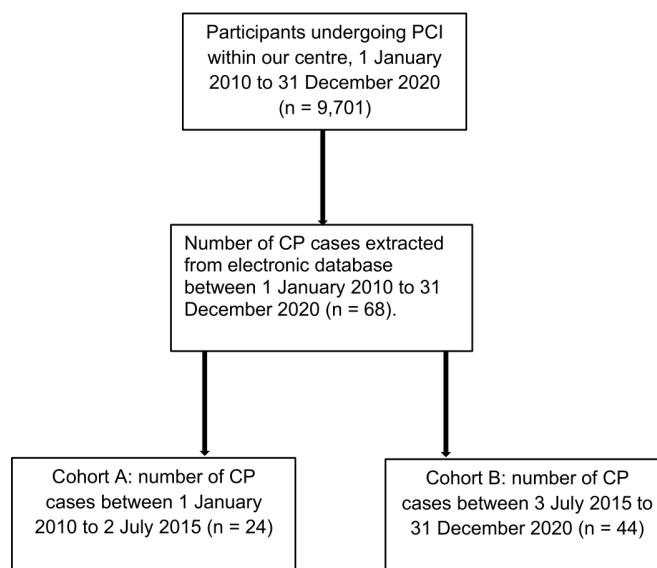 Participants undergoing PCI
within our centre, 1 January
2010 to 31 December 2020
(n = 9,701)
Number of CP cases extracted
from electronic database
between 1 January 2010 to 31
December 2020 (n = 68).
Cohort A: number of CP
cases between 1 January
2010 to 2 July 2015 (n = 24)
Cohort B: number of CP
cases between 3 July 2015 to
31 December 2020 (n = 44)